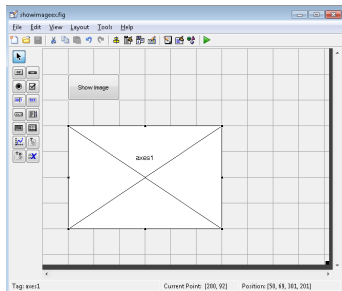 showimageex.fig
File Edit View Layout Tools Help
Show Image
axes1
Tag: axes1 Current Point: [200, 92] Position: [50, 69, 301, 201]